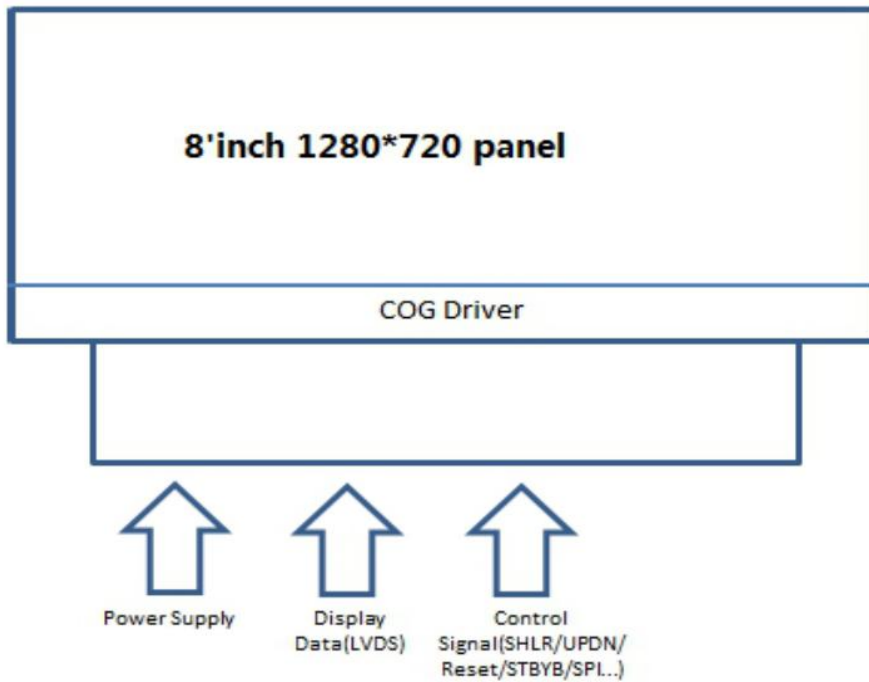 8'inch 1280*720 panel
COG Driver
Power Supply
Display
Data(LVDS)
Control
Signal(SHLR/UPDN/
Reset/STBYB/SPI...)